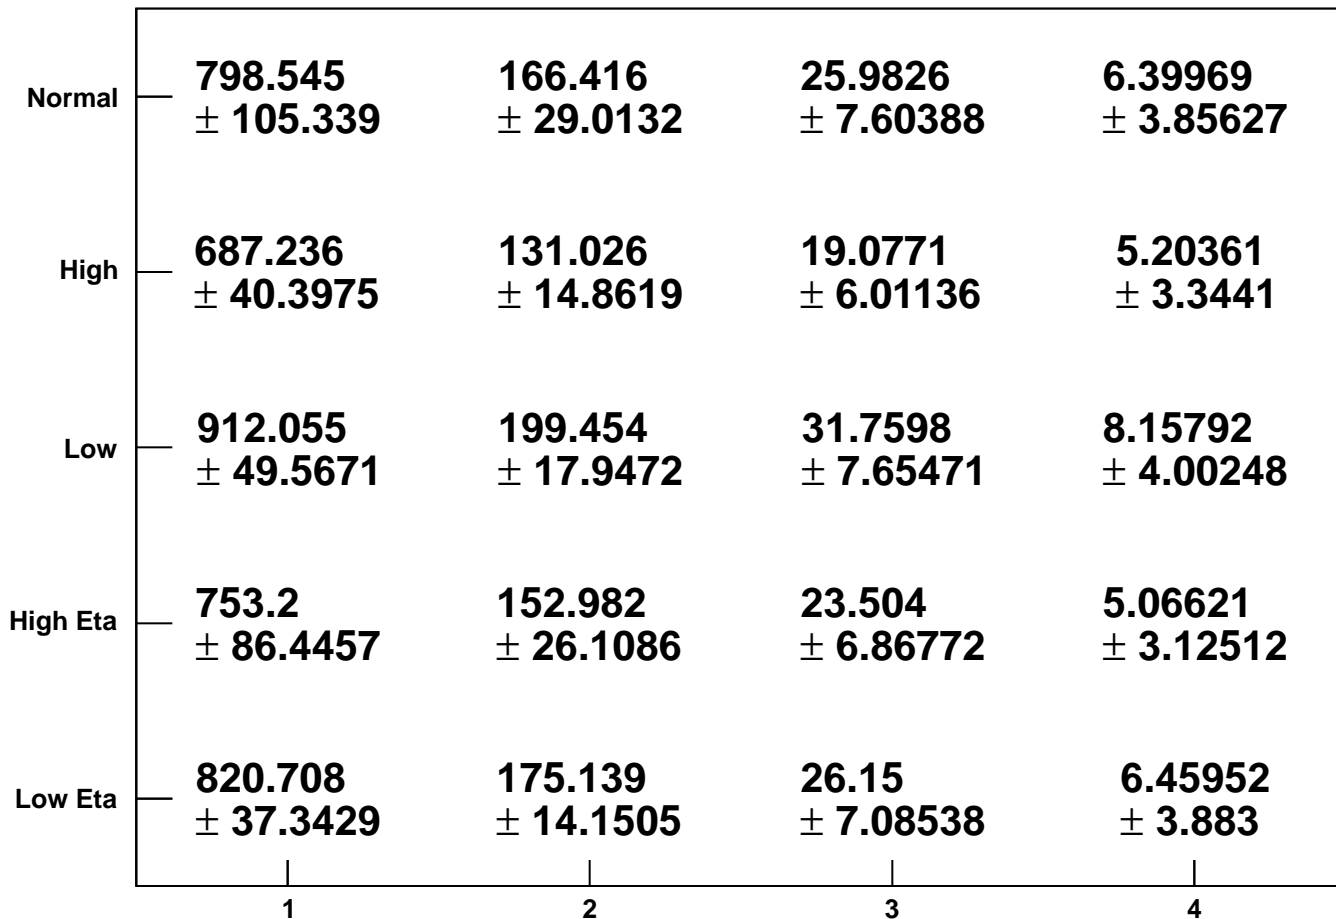 798.545 166.416 25.9826 6.39969
Normal
± 105.339 ± 29.0132 ± 7.60388 ± 3.85627
687.236 131.026 19.0771 5.20361
High
± 40.3975 ± 14.8619 ± 6.01136 ± 3.3441
912.055 199.454 31.7598 8.15792
Low
± 49.5671 ± 17.9472 ± 7.65471 ± 4.00248
753.2 152.982 23.504 5.06621
High Eta
± 86.4457 ± 26.1086 ± 6.86772 ± 3.12512
820.708 175.139 26.15 6.45952
Low Eta
± 37.3429 ± 14.1505 ± 7.08538 ± 3.883
1 2 3 4